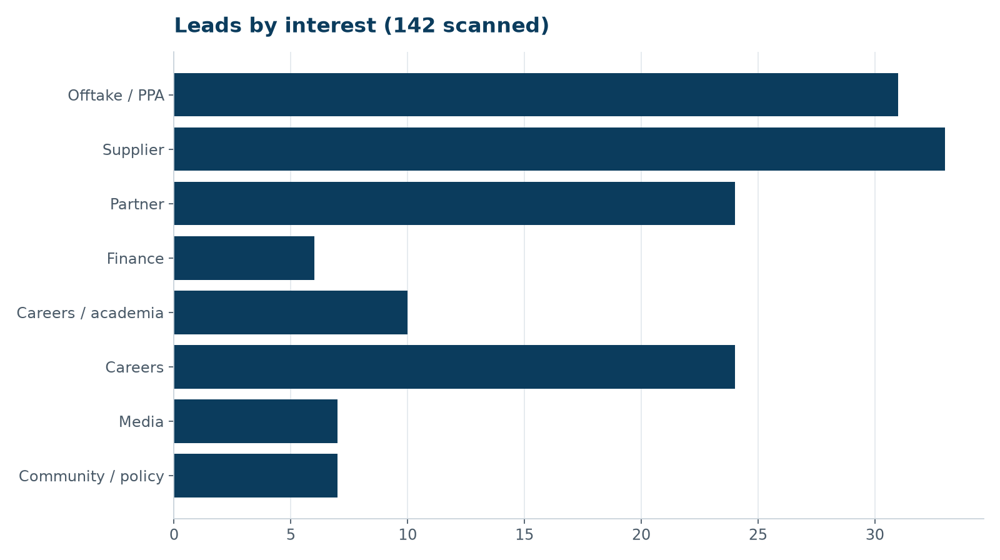 Leads by interest (142 scanned)
Offtake / PPA
Supplier
Partner
Finance
Careers / academia
Careers
Media
Community / policy
0 5 10 15 20 25 30